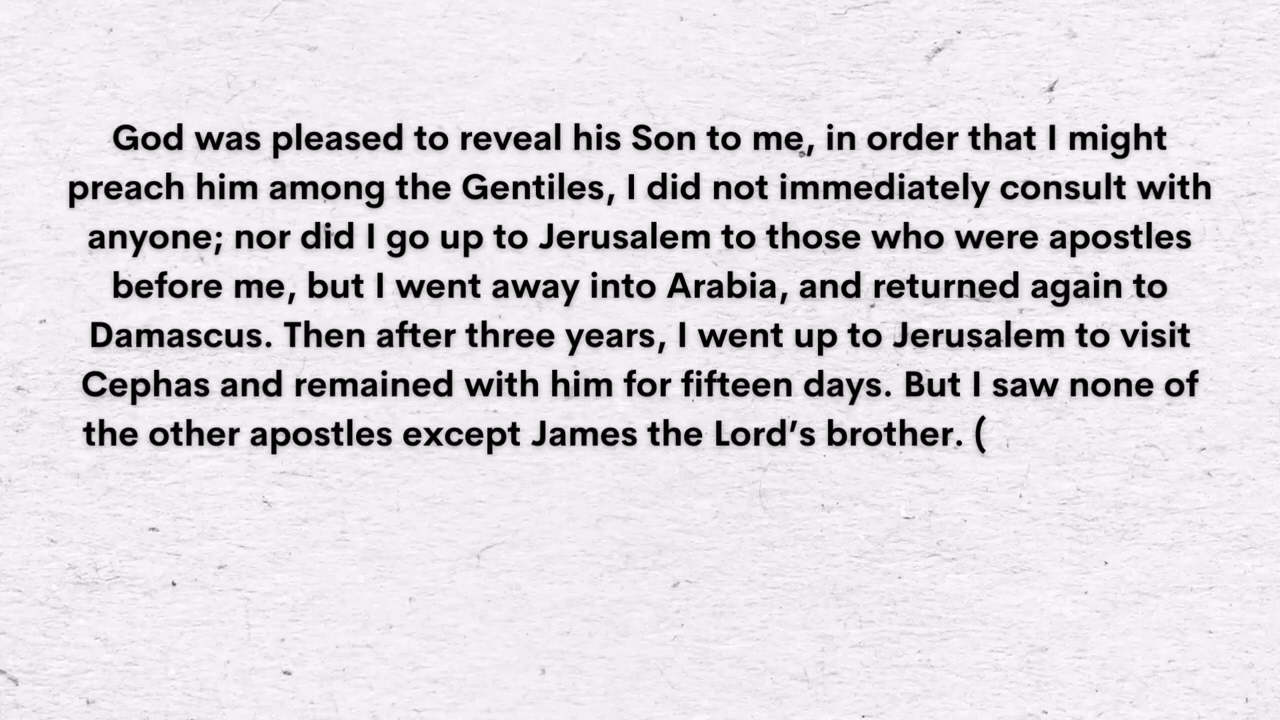 God was pleased to reveal his Son to me, in order that I might
preach him among the Gentiles, I did not immediately consult with
anyone; nor did I go up to Jerusalem to those who were apostles
before me, but I went away into Arabia, and returned again to
Damascus. Then after three years, I went up to Jerusalem to visit
Cephas and remained with him for fifteen days. But I saw none of
the other apostles except James the Lord’s brother. (